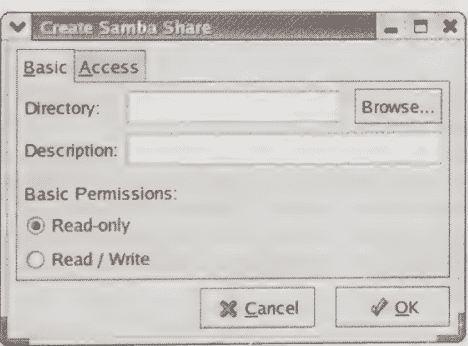 Create Samba Share
Basic Access
Directory: Browse...
Description:
Basic Permissions:
Read-only
Read / Write
Cancel OK